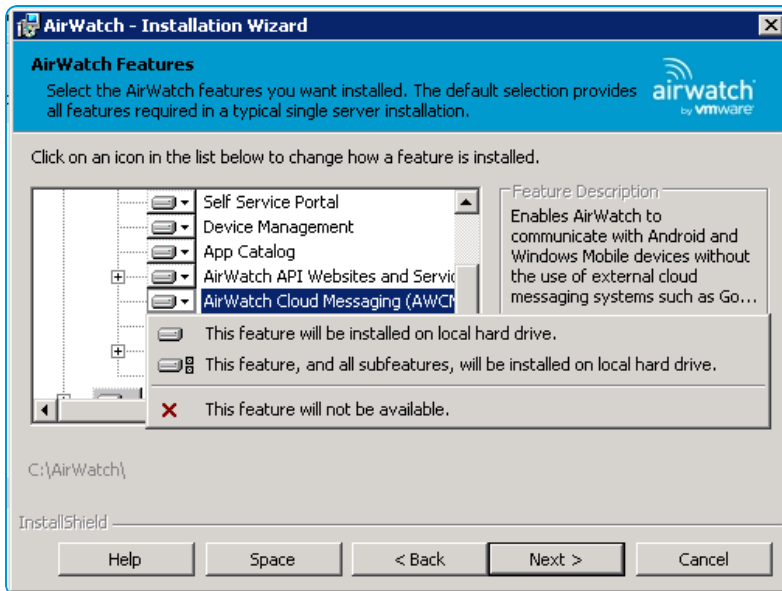 AirWatch - Installation Wizard
AirWatch Features
Select the AirWatch features you want installed. The default selection provides
all features required in a typical single server installation.
airwatch
by vmware
Click on an icon in the list below to change how a feature is installed.
Self Service Portal
Device Management
App Catalog
AirWatch API Websites and Servic
AirWatch Cloud Messaging (AWCM
Feature Description
Enables AirWatch to
communicate with Android and
Windows Mobile devices without
the use of external cloud
messaging systems such as Go...
This feature will be installed on local hard drive.
This feature, and all subfeatures, will be installed on local hard drive.
This feature will not be available.
C:\AirWatch\
InstallShield
Help
Space
< Back
Next >
Cancel